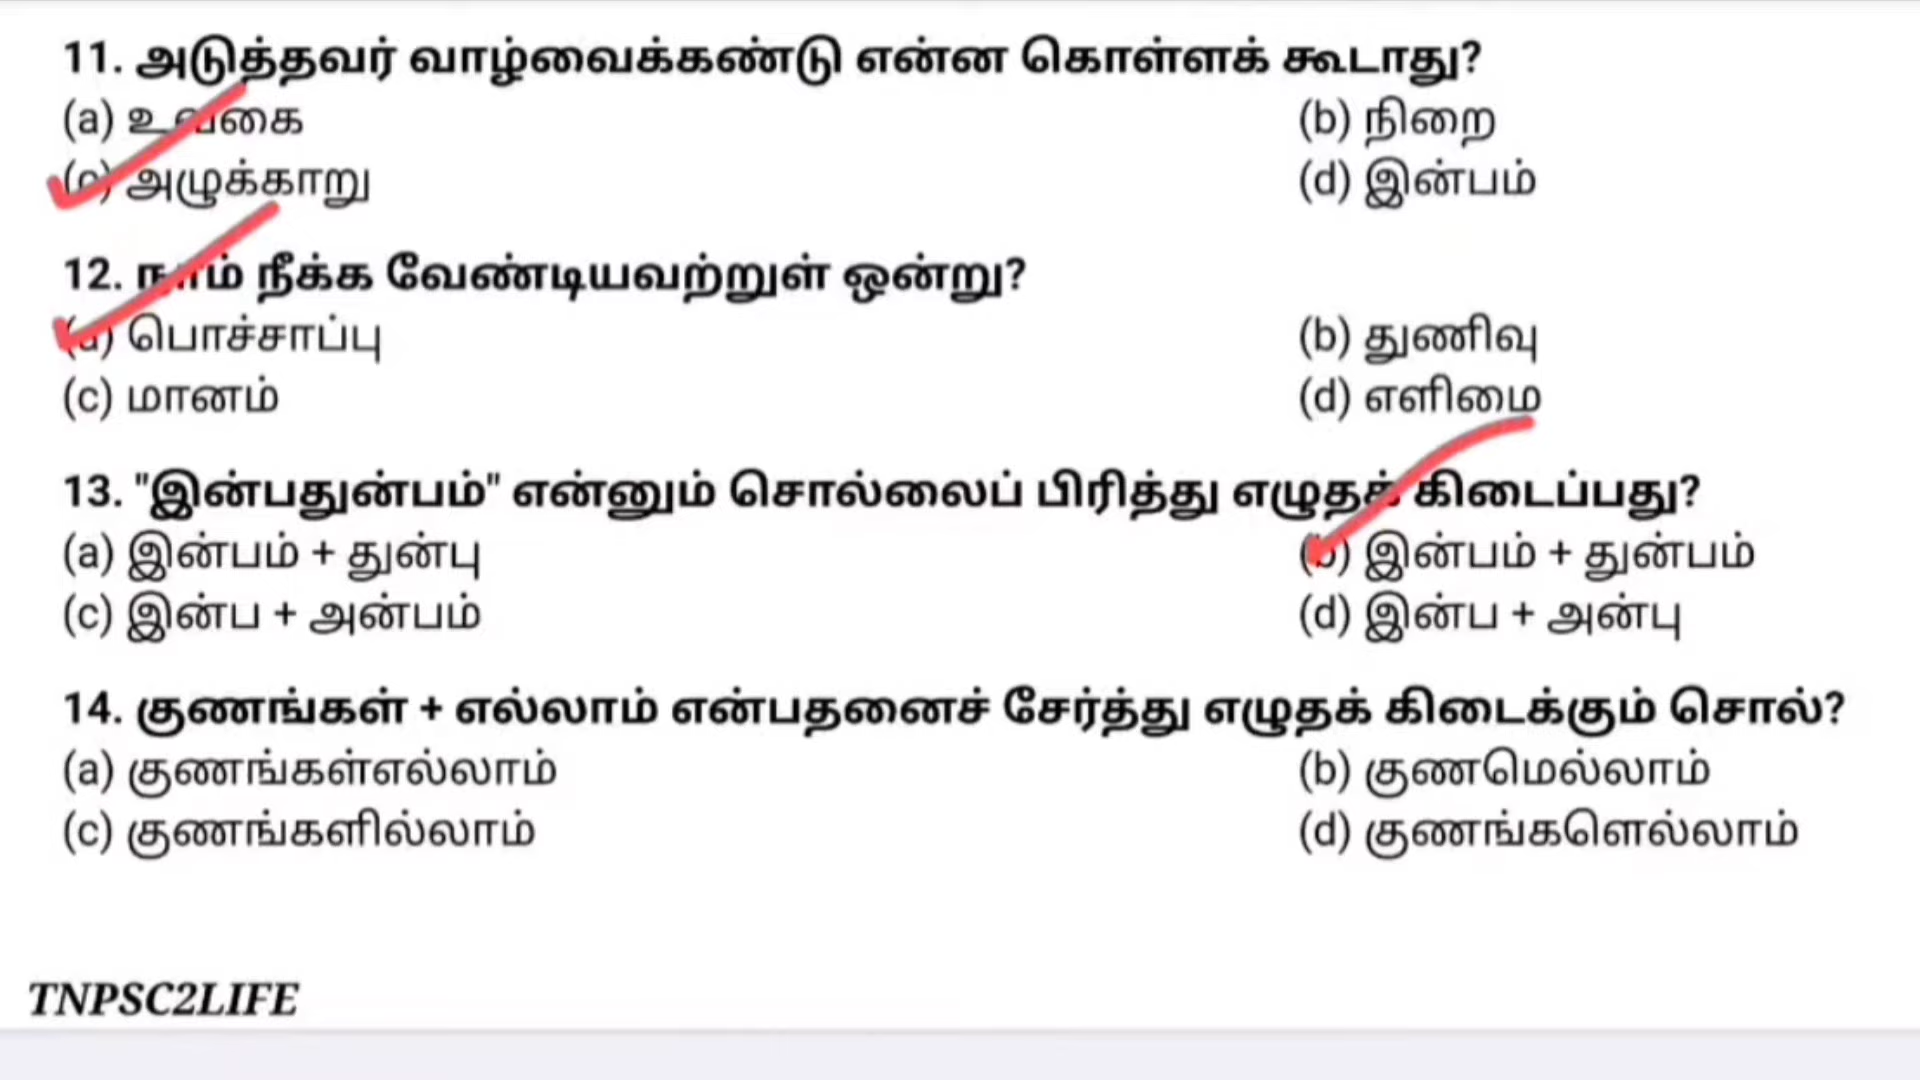 11. அடுத்தவர் வாழ்வைக்கண்டு என்ன கொள்ளக் கூடாது?
(a) உவகை (b) நிறை
(c) அழுக்காறு (d) இன்பம்
12. நாம் நீக்க வேண்டியவற்றுள் ஒன்று?
(a) பொச்சாப்பு (b) துணிவு
(c) மானம் (d) எளிமை
13. "இன்பதுன்பம்" என்னும் சொல்லைப் பிரித்து எழுதக் கிடைப்பது?
(a) இன்பம் + துன்பு (b) இன்பம் + துன்பம்
(c) இன்ப + அன்பம் (d) இன்ப + அன்பு
14. குணங்கள் + எல்லாம் என்பதனைச் சேர்த்து எழுதக் கிடைக்கும் சொல்?
(a) குணங்கள்எல்லாம் (b) குணமெல்லாம்
(c) குணங்களில்லாம் (d) குணங்களெல்லாம்
TNPSC2LIFE